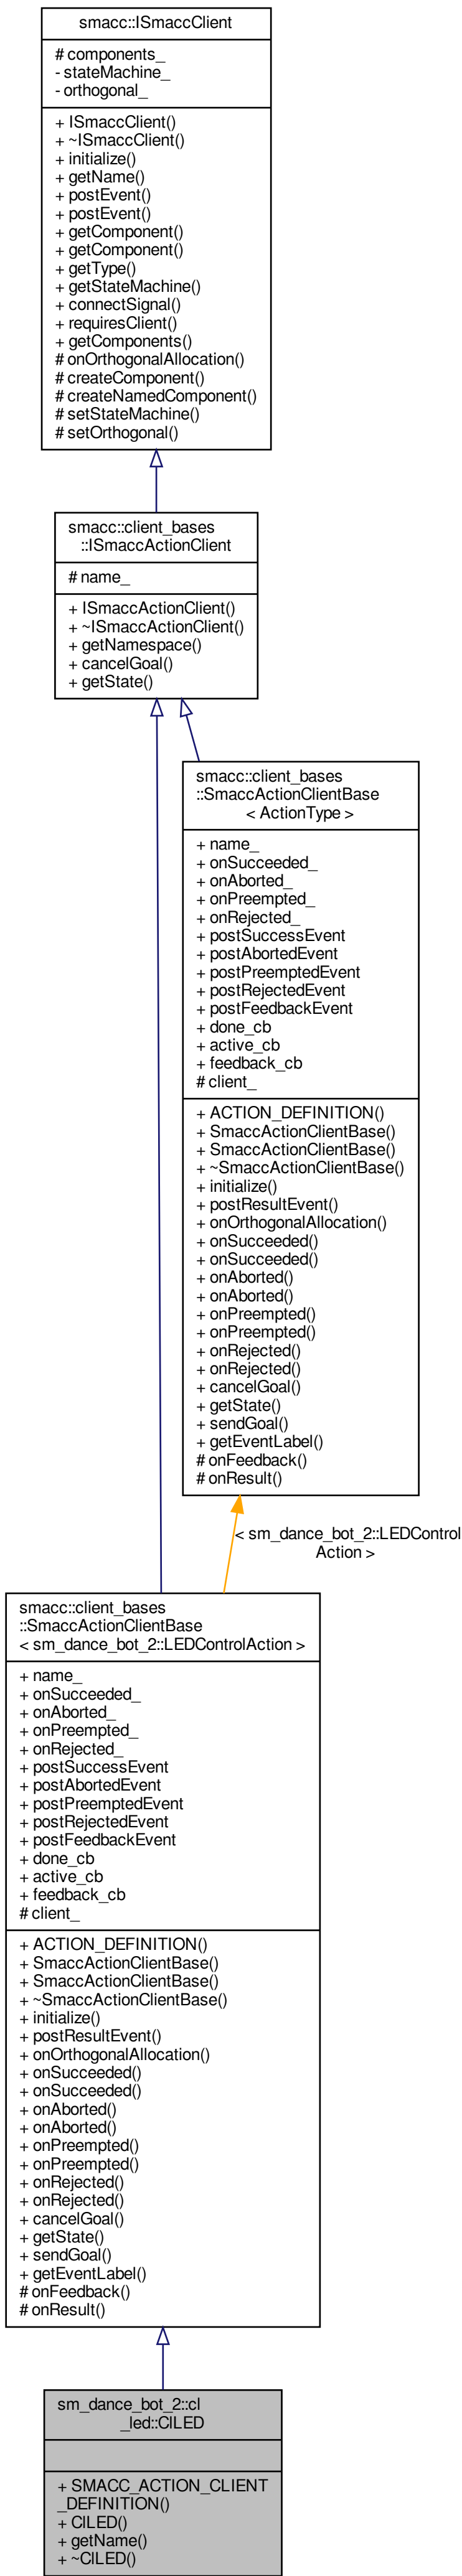 smacc::ISmaccClient
# components_
- stateMachine_
- orthogonal_
+ ISmaccClient()
+ ~ISmaccClient()
+ initialize()
+ getName()
+ postEvent()
+ postEvent()
+ getComponent()
+ getComponent()
+ getType()
+ getStateMachine()
+ connectSignal()
+ requiresClient()
+ getComponents()
# onOrthogonalAllocation()
# createComponent()
# createNamedComponent()
# setStateMachine()
# setOrthogonal()
smacc::client_bases
::ISmaccActionClient
# name_
+ ISmaccActionClient()
+ ~ISmaccActionClient()
+ getNamespace()
+ cancelGoal()
+ getState()
smacc::client_bases
::SmaccActionClientBase
< ActionType >
+ name_
+ onSucceeded_
+ onAborted_
+ onPreempted_
+ onRejected_
+ postSuccessEvent
+ postAbortedEvent
+ postPreemptedEvent
+ postRejectedEvent
+ postFeedbackEvent
+ done_cb
+ active_cb
+ feedback_cb
# client_
+ ACTION_DEFINITION()
+ SmaccActionClientBase()
+ SmaccActionClientBase()
+ ~SmaccActionClientBase()
+ initialize()
+ postResultEvent()
+ onOrthogonalAllocation()
+ onSucceeded()
+ onSucceeded()
+ onAborted()
+ onAborted()
+ onPreempted()
+ onPreempted()
+ onRejected()
+ onRejected()
+ cancelGoal()
+ getState()
+ sendGoal()
+ getEventLabel()
# onFeedback()
# onResult()
< sm_dance_bot_2::LEDControl
Action >
smacc::client_bases
::SmaccActionClientBase
< sm_dance_bot_2::LEDControlAction >
+ name_
+ onSucceeded_
+ onAborted_
+ onPreempted_
+ onRejected_
+ postSuccessEvent
+ postAbortedEvent
+ postPreemptedEvent
+ postRejectedEvent
+ postFeedbackEvent
+ done_cb
+ active_cb
+ feedback_cb
# client_
+ ACTION_DEFINITION()
+ SmaccActionClientBase()
+ SmaccActionClientBase()
+ ~SmaccActionClientBase()
+ initialize()
+ postResultEvent()
+ onOrthogonalAllocation()
+ onSucceeded()
+ onSucceeded()
+ onAborted()
+ onAborted()
+ onPreempted()
+ onPreempted()
+ onRejected()
+ onRejected()
+ cancelGoal()
+ getState()
+ sendGoal()
+ getEventLabel()
# onFeedback()
# onResult()
sm_dance_bot_2::cl
_led::ClLED
+ SMACC_ACTION_CLIENT
_DEFINITION()
+ ClLED()
+ getName()
+ ~ClLED()